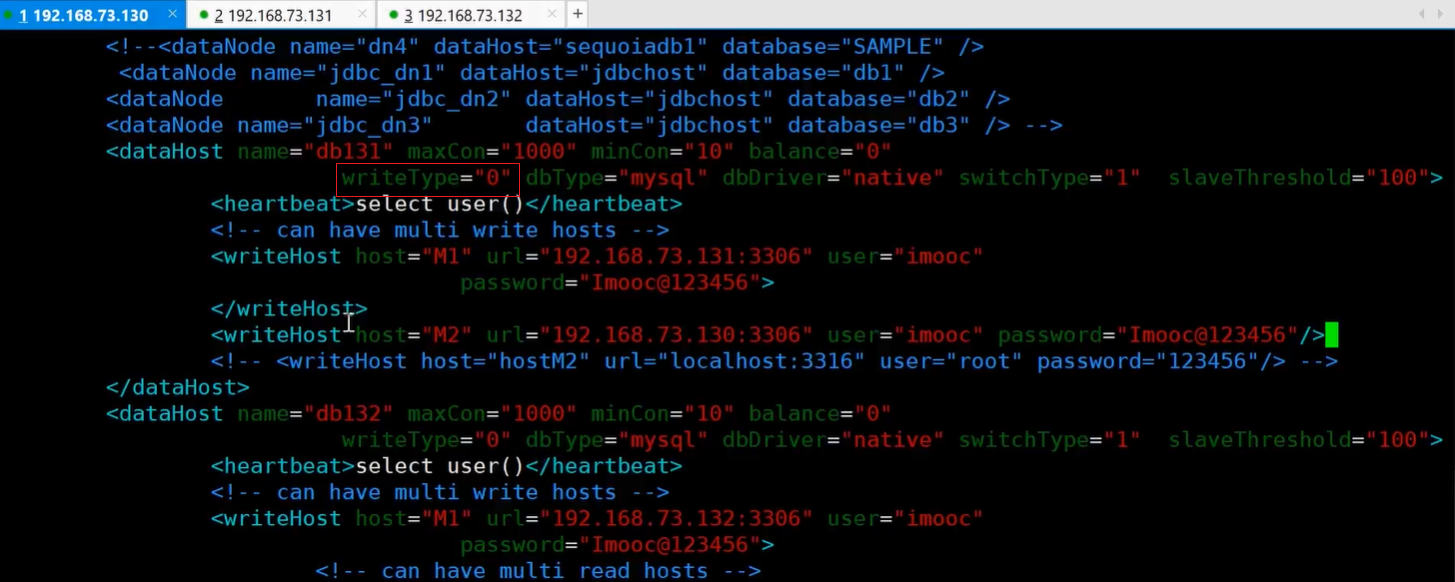 1 192.168.73.130 × 2 192.168.73.131 × 3 192.168.73.132 × +
<!--<dataNode name="dn4" dataHost="sequoiadb1" database="SAMPLE" />
<dataNode name="jdbc_dn1" dataHost="jdbchost" database="db1" />
<dataNode name="jdbc_dn2" dataHost="jdbchost" database="db2" />
<dataNode name="jdbc_dn3" dataHost="jdbchost" database="db3" /> -->
<dataHost name="db131" maxCon="1000" minCon="10" balance="0"
writeType="0" dbType="mysql" dbDriver="native" switchType="1" slaveThreshold="100">
<heartbeat>select user()</heartbeat>
<!-- can have multi write hosts -->
<writeHost host="M1" url="192.168.73.131:3306" user="imooc"
password="Imooc@123456">
</writeHost>
<writeHost host="M2" url="192.168.73.130:3306" user="imooc" password="Imooc@123456"/>
<!-- <writeHost host="hostM2" url="localhost:3316" user="root" password="123456"/> -->
</dataHost>
<dataHost name="db132" maxCon="1000" minCon="10" balance="0"
writeType="0" dbType="mysql" dbDriver="native" switchType="1" slaveThreshold="100">
<heartbeat>select user()</heartbeat>
<!-- can have multi write hosts -->
<writeHost host="M1" url="192.168.73.132:3306" user="imooc"
password="Imooc@123456">
<!-- can have multi read hosts -->